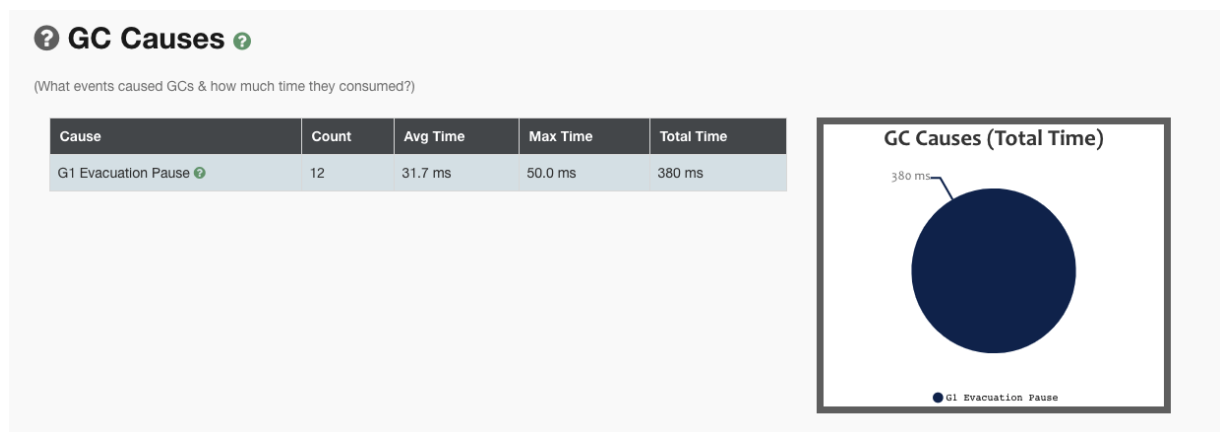 GC Causes
(What events caused GCs & how much time they consumed?)
Cause Count Avg Time Max Time Total Time
G1 Evacuation Pause 12 31.7 ms 50.0 ms 380 ms
GC Causes (Total Time)
380 ms
G1 Evacuation Pause